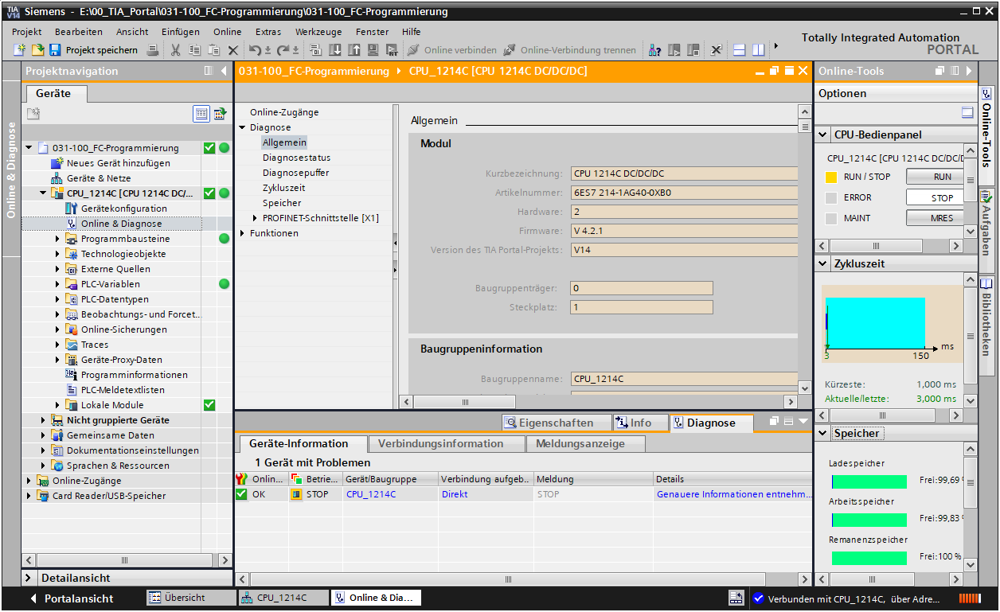 TIA
V14
Siemens - E:\00_TIA_Portal\031-100_FC-Programmierung\031-100_FC-Programmierung
Projekt Bearbeiten Ansicht Einfügen Online Extras Werkzeuge Fenster Hilfe
Projekt speichern Online verbinden Online-Verbindung trennen
Totally Integrated Automation
PORTAL
Projektnavigation
Geräte
Online & Diagnose
031-100_FC-Programmierung
Neues Gerät hinzufügen
Geräte & Netze
CPU_1214C [CPU 1214C DC/...
Gerätekonfiguration
Online & Diagnose
Programmbausteine
Technologieobjekte
Externe Quellen
PLC-Variablen
PLC-Datentypen
Beobachtungs- und Forcet...
Online-Sicherungen
Traces
Geräte-Proxy-Daten
Programminformationen
PLC-Meldetextlisten
Lokale Module
Nicht gruppierte Geräte
Gemeinsame Daten
Dokumentationseinstellungen
Sprachen & Ressourcen
Online-Zugänge
Card Reader/USB-Speicher
Detailansicht
031-100_FC-Programmierung CPU_1214C [CPU 1214C DC/DC/DC]
Online-Zugänge
Diagnose
Allgemein
Diagnosestatus
Diagnosepuffer
Zykluszeit
Speicher
PROFINET-Schnittstelle [X1]
Funktionen
Allgemein
Modul
Kurzbezeichnung: CPU 1214C DC/DC/DC
Artikelnummer: 6ES7 214-1AG40-0XB0
Hardware: 2
Firmware: V 4.2.1
Version des TIA Portal-Projekts: V14
Baugruppenträger: 0
Steckplatz: 1
Baugruppeninformation
Baugruppenname: CPU_1214C
Eigenschaften Info Diagnose
Geräte-Information Verbindungsinformation Meldungsanzeige
1 Gerät mit Problemen
Onlin... Betrie... Gerät/Baugruppe Verbindung aufgeb.. Meldung Details
OK STOP CPU_1214C Direkt STOP Genauere Informationen entnehm...
Online-Tools
Optionen
CPU-Bedienpanel
CPU_1214C [CPU 1214C DC/DC/D
RUN / STOP RUN
ERROR STOP
MAINT MRES
Zykluszeit
ms
3 150
Kürzeste: 1,000 ms
Aktuelle/letzte: 3,000 ms
Speicher
Ladespeicher
Frei:99,69 %
Arbeitsspeicher
Frei:99,83 %
Remanenzspeicher
Frei:100 %
Online-Tools
Aufgaben
Bibliotheken
Portalansicht Übersicht CPU_1214C Online & Dia... Verbunden mit CPU_1214C, über Adre...